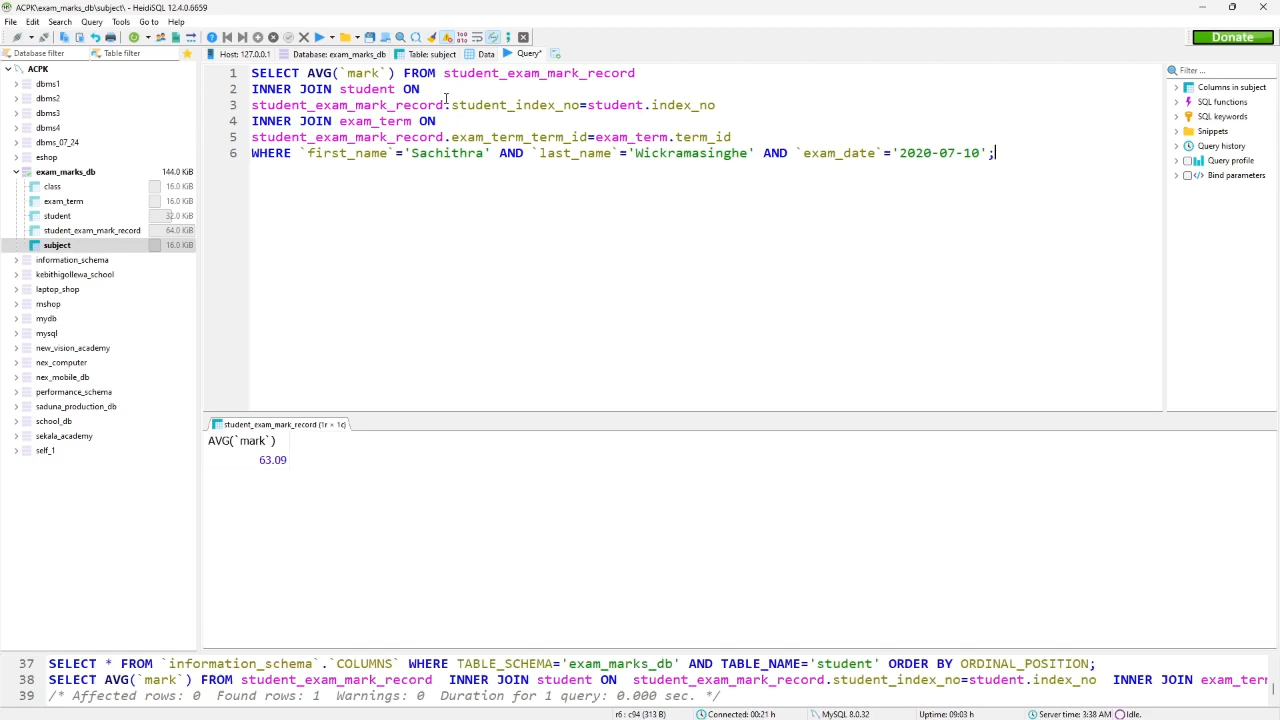 ACPK\exam_marks_db\subject\ - HeidiSQL 12.4.0.6659
File Edit Search Query Tools Go to Help
Donate
Database filter
Table filter
Host: 127.0.0.1
Database: exam_marks_db
Table: subject
Data
Query*
ACPK
dbms1
dbms2
dbms3
dbms4
dbms_07_24
eshop
exam_marks_db 144.0 KiB
class 16.0 KiB
exam_term 16.0 KiB
student 32.0 KiB
student_exam_mark_record 64.0 KiB
subject 16.0 KiB
information_schema
kebithigollewa_school
laptop_shop
mshop
mydb
mysql
new_vision_academy
nex_computer
nex_mobile_db
performance_schema
saduna_production_db
school_db
sekala_academy
self_1
1 SELECT AVG(`mark`) FROM student_exam_mark_record
2 INNER JOIN student ON
3 student_exam_mark_record.student_index_no=student.index_no
4 INNER JOIN exam_term ON
5 student_exam_mark_record.exam_term_term_id=exam_term.term_id
6 WHERE `first_name`='Sachithra' AND `last_name`='Wickramasinghe' AND `exam_date`='2020-07-10';
Filter ...
Columns in subject
SQL functions
SQL keywords
Snippets
Query history
Query profile
Bind parameters
student_exam_mark_record (1r × 1c)
AVG(`mark`)
63.09
37 SELECT * FROM `information_schema`.`COLUMNS` WHERE TABLE_SCHEMA='exam_marks_db' AND TABLE_NAME='student' ORDER BY ORDINAL_POSITION;
38 SELECT AVG(`mark`) FROM student_exam_mark_record INNER JOIN student ON student_exam_mark_record.student_index_no=student.index_no INNER JOIN exam_term
39 /* Affected rows: 0 Found rows: 1 Warnings: 0 Duration for 1 query: 0.000 sec. */
r6 : c94 (313 B)
Connected: 00:21 h
MySQL 8.0.32
Uptime: 09:03 h
Server time: 3:38 AM
Idle.